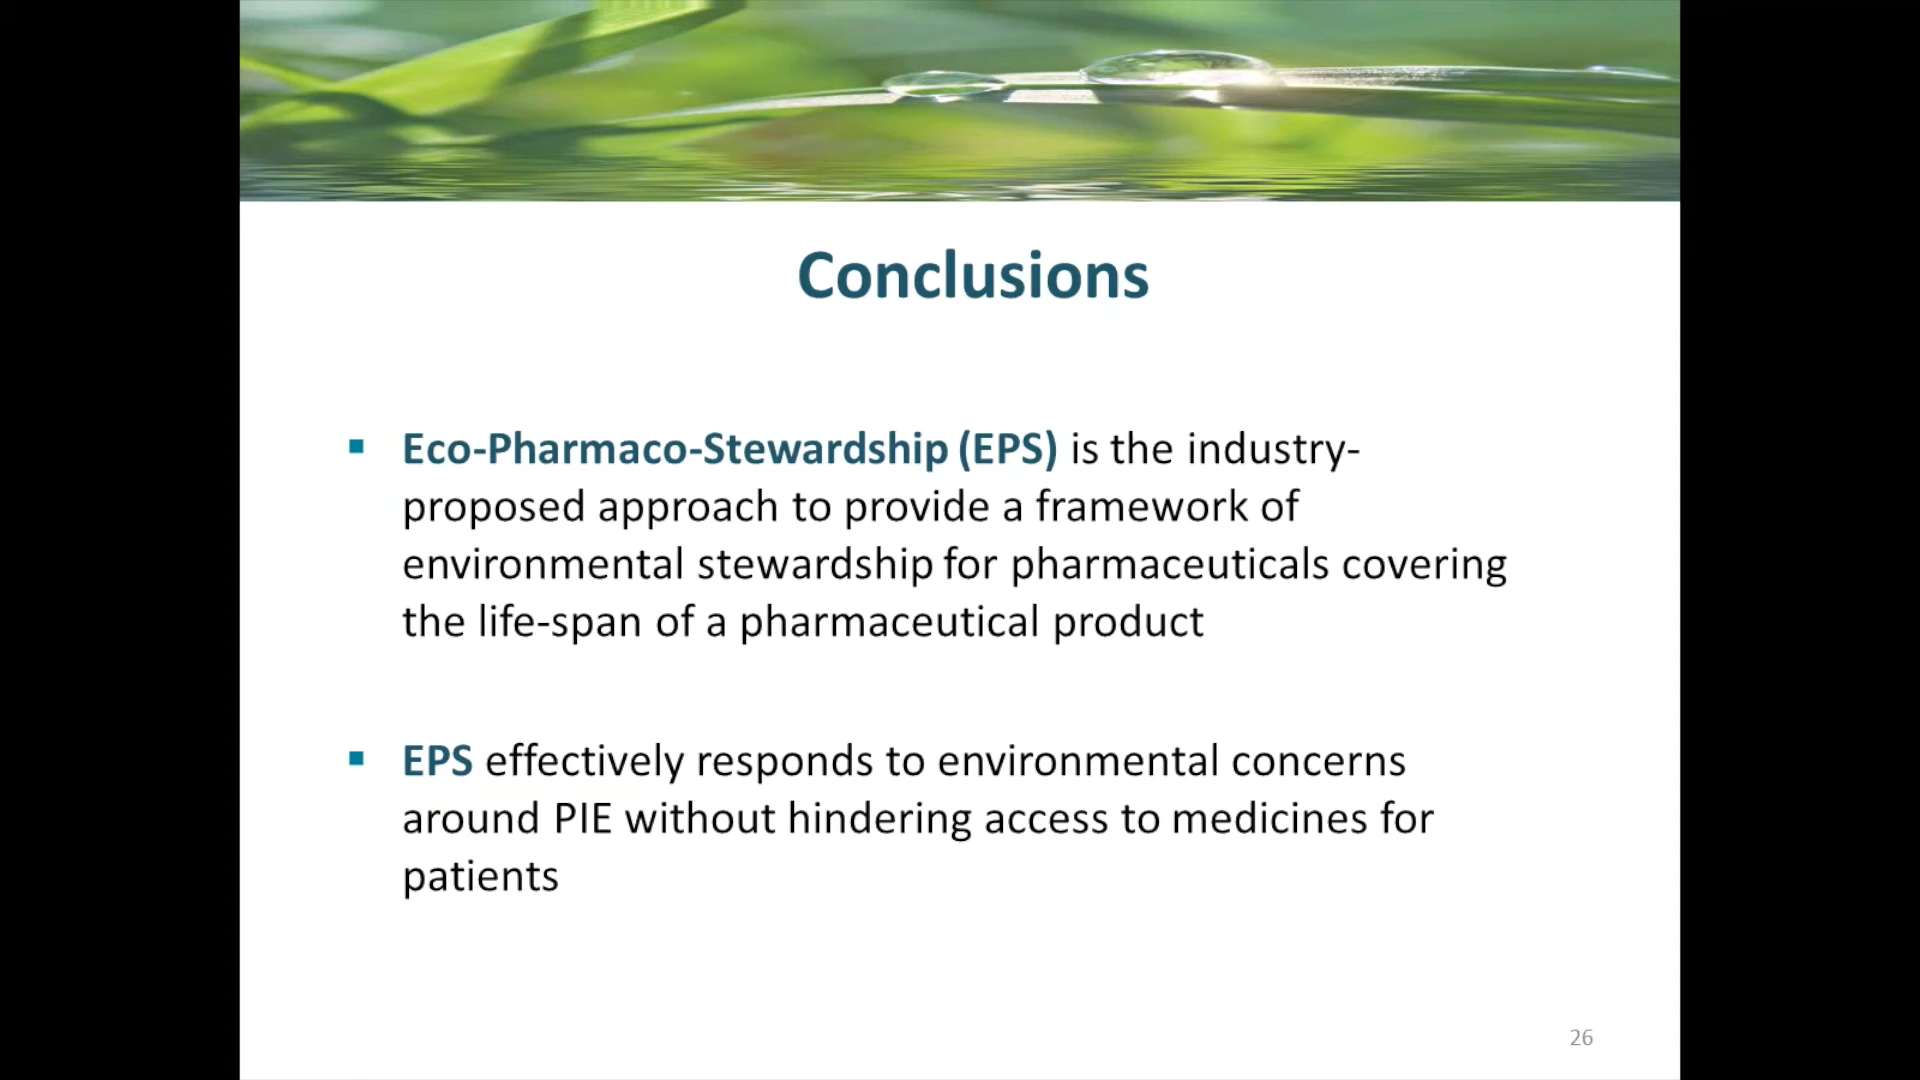 Conclusions
▪ Eco-Pharmaco-Stewardship (EPS) is the industry-
proposed approach to provide a framework of
environmental stewardship for pharmaceuticals covering
the life-span of a pharmaceutical product
▪ EPS effectively responds to environmental concerns
around PIE without hindering access to medicines for
patients
26